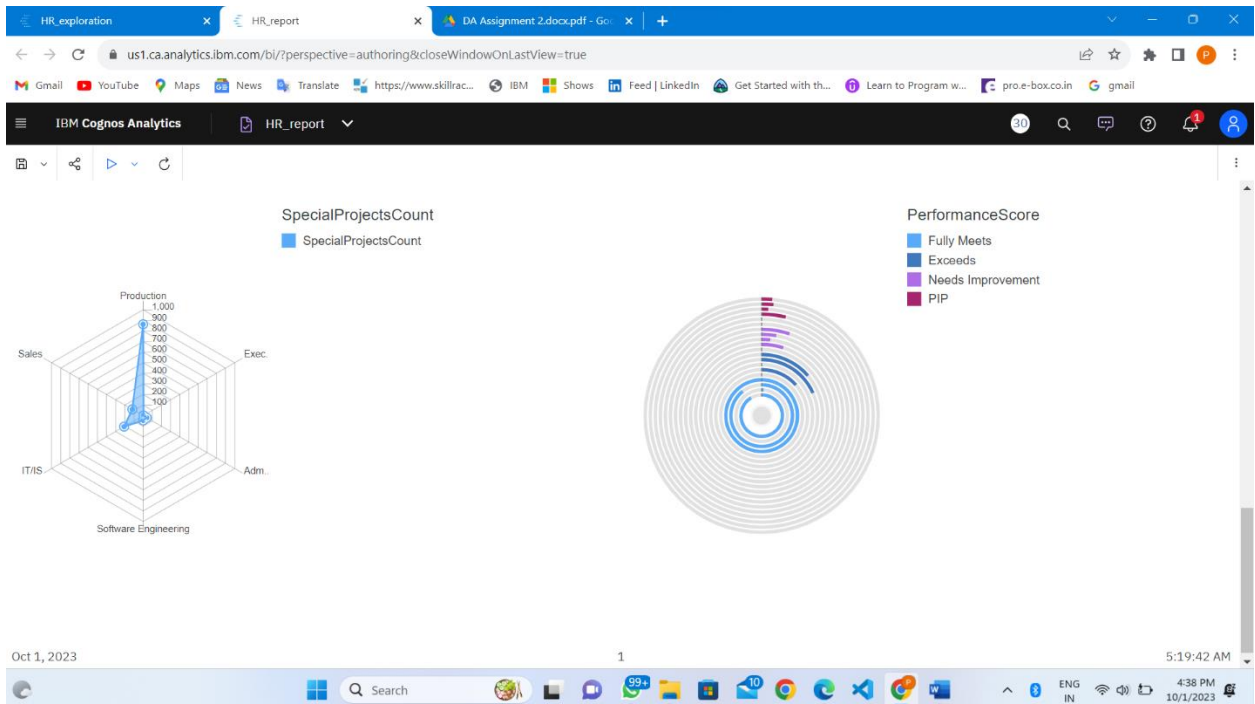 HR_exploration
HR_report
DA Assignment 2.docx.pdf - Goo
us1.ca.analytics.ibm.com/bi/?perspective=authoring&closeWindowOnLastView=true
Gmail YouTube Maps News Translate https://www.skillrac... IBM Shows Feed | LinkedIn Get Started with th... Learn to Program w... pro.e-box.co.in gmail
IBM Cognos Analytics HR_report 30 1
SpecialProjectsCount
SpecialProjectsCount
Production
1,000
900
800
700
600
500
400
300
200
100
Sales
Exec.
IT/IS
Adm..
Software Engineering
PerformanceScore
Fully Meets
Exceeds
Needs Improvement
PIP
Oct 1, 2023 1 5:19:42 AM
Search 99+ 10 ENG 4:38 PM
IN 10/1/2023